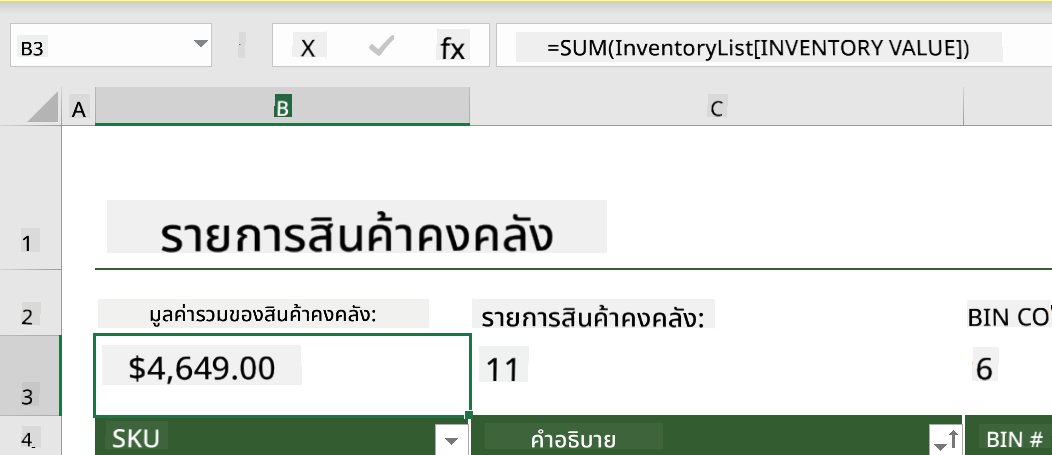 B3 X fx =SUM(InventoryList[INVENTORY VALUE])
A B C
1 รายการสินค้าคงคลัง
2 มูลค่ารวมของสินค้าคงคลัง: รายการสินค้าคงคลัง: BIN CO
3 $4,649.00 11 6
4 SKU คำอธิบาย BIN #